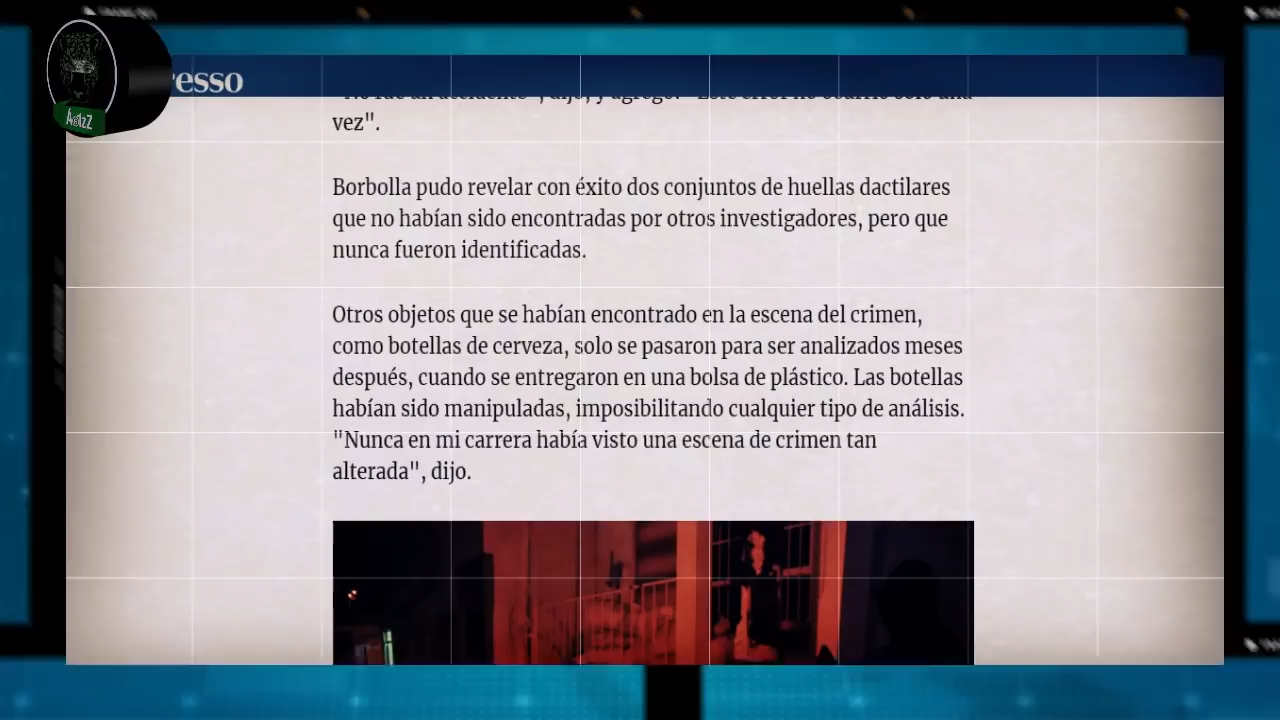 esso
vez".
Borbolla pudo revelar con éxito dos conjuntos de huellas dactilares
que no habían sido encontradas por otros investigadores, pero que
nunca fueron identificadas.
Otros objetos que se habían encontrado en la escena del crimen,
como botellas de cerveza, solo se pasaron para ser analizados meses
después, cuando se entregaron en una bolsa de plástico. Las botellas
habían sido manipuladas, imposibilitando cualquier tipo de análisis.
"Nunca en mi carrera había visto una escena de crimen tan
alterada", dijo.